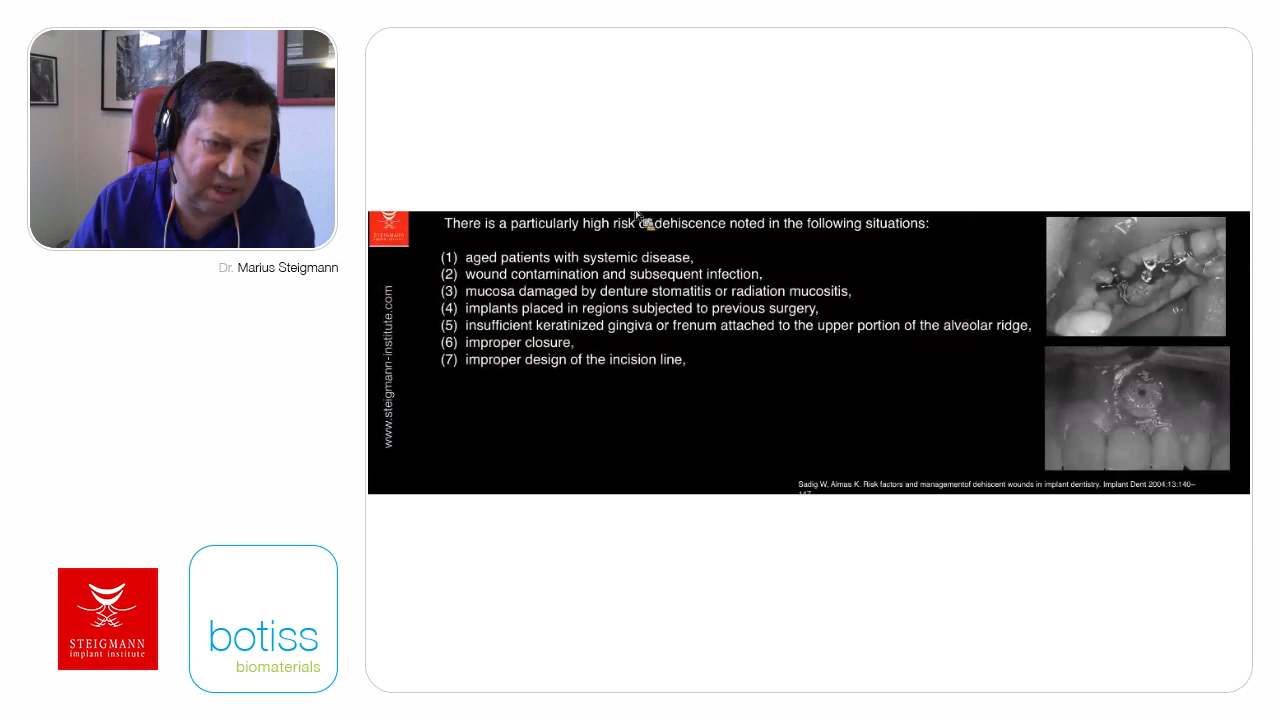 Dr. Marius Steigmann
There is a particularly high risk dehiscence noted in the following situations:
(1) aged patients with systemic disease,
(2) wound contamination and subsequent infection,
(3) mucosa damaged by denture stomatitis or radiation mucositis,
(4) implants placed in regions subjected to previous surgery,
(5) insufficient keratinized gingiva or frenum attached to the upper portion of the alveolar ridge,
(6) improper closure,
(7) improper design of the incision line,
www.steigmann-institute.com
Sadig W, Almas K. Risk factors and managementof dehiscent wounds in implant dentistry. Implant Dent 2004;13:140–
STEIGMANN
implant institute
botiss
biomaterials